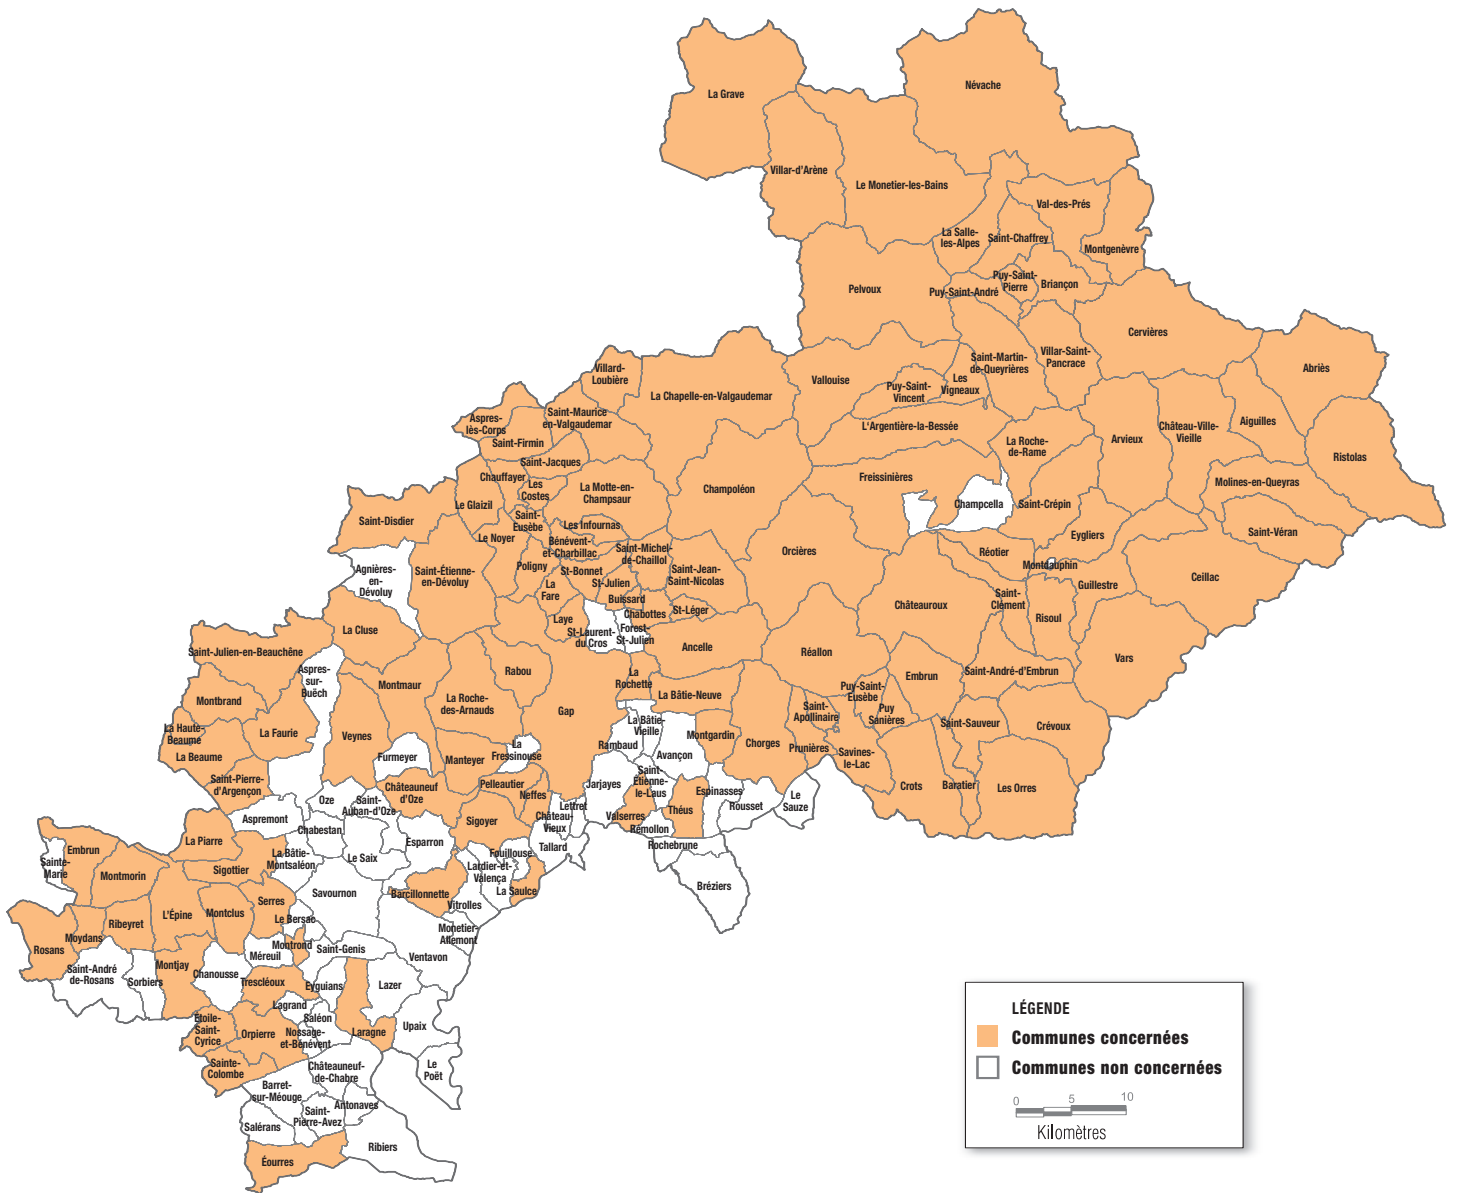 La Grave
Névache
Villar-d'Arène
Le Monetier-les-Bains
Val-des-Prés
La Salle-
les-Alpes
Saint-Chaffrey
Montgenèvre
Puy-Saint-
Pierre
Briançon
Puy-Saint-André
Pelvoux
Cervières
Villar-Saint-
Pancrace
Saint-Martin-
de-Queyrières
Abriès
Villard-
Loubière
Vallouise
Puy-Saint-
Vincent
Les
Vigneaux
La Chapelle-en-Valgaudemar
Aspres-
lès-Corps
Saint-Maurice
en-Valgaudemar
L'Argentière-la-Bessée
Château-Ville-
Vieille
Aiguilles
Saint-Firmin
La Roche-
de-Rame
Arvieux
Ristolas
Saint-Jacques
Chauffayer
Les
Costes
La Motte-en-
Champsaur
Champoléon
Freissinières
Molines-en-Queyras
Le Glaizil
Champcella
Saint-Crépin
Saint-Disdier
Saint-
Eusèbe
Les Infournas
Saint-Véran
Le Noyer
Bénévent-
et-Charbillac
Saint-Michel-
de-Chaillol
Orcières
Réotier
Eygliers
Montdauphin
Agnières-
en-
Dévoluy
Saint-Étienne-
en-Dévoluy
Poligny
St-Bonnet
St-Julien
Saint-Jean-
Saint-Nicolas
Guillestre
Ceillac
La
Fare
Buissard
Chabottes
St-Léger
Châteauroux
Saint-
Clément
Risoul
Laye
St-Laurent-
du Cros
Forest-
St-Julien
La Cluse
Ancelle
Réallon
Vars
Saint-Julien-en-Beauchêne
Aspres-
sur-
Buëch
Rabou
La
Rochette
Embrun
Saint-André-d'Embrun
Montmaur
Montbrand
La Roche-
des-Arnauds
La Bâtie-Neuve
Puy-Saint-
Eusèbe
Puy
Sanières
Gap
Saint-
Apollinaire
Saint-Sauveur
Crévoux
La Haute-
Beaume
La Faurie
Veynes
La Bâtie-
Vieille
Montgardin
Chorges
Prunières
La Beaume
Furmeyer
Manteyer
La
Fressinouse
Rambaud
Avançon
Savines-
le-Lac
Saint-Pierre-
d'Argençon
Châteauneuf
d'Oze
Pelleautier
Neffes
Jarjayes
Saint-
Étienne-
le-Laus
Espinasses
Le
Sauze
Crots
Baratier
Les Orres
Oze
Saint-
Auban-d'Oze
Lettret
Théus
Rousset
Aspremont
Sigoyer
Château-
Vieux
Valserres
Chabestan
Rémollon
La Piarre
Esparron
Tallard
Rochebrune
Embrun
Sainte-
Marie
La Bâtie-
Montsaléon
Le Saix
Fouillouse
Lardier-et-
Valença
Montmorin
Sigottier
La Saulce
Bréziers
Savournon
Barcillonnette
Vitrolles
Serres
L'Épine
Montclus
Le Bersac
Ribeyret
Moydans
Monetier-
Allemont
Rosans
Montrond
Saint-Genis
Méreuil
Ventavon
Montjay
Saint-André
de-Rosans
Sorbiers
Chanousse
Trescléoux
Eyguians
Lazer
Lagrand
Étoile-
Saint-
Cyrice
Saléon
Orpierre
Nossage-
et-Bénévent
Laragne
Upaix
Sainte-
Colombe
Châteauneuf-
de-Chabre
Le
Poët
Barret-
sur-Méouge
Antonaves
Saint-
Pierre-Avez
Salérans
Ribiers
Éourres
LÉGENDE
Communes concernées
Communes non concernées
0 5 10
Kilomètres